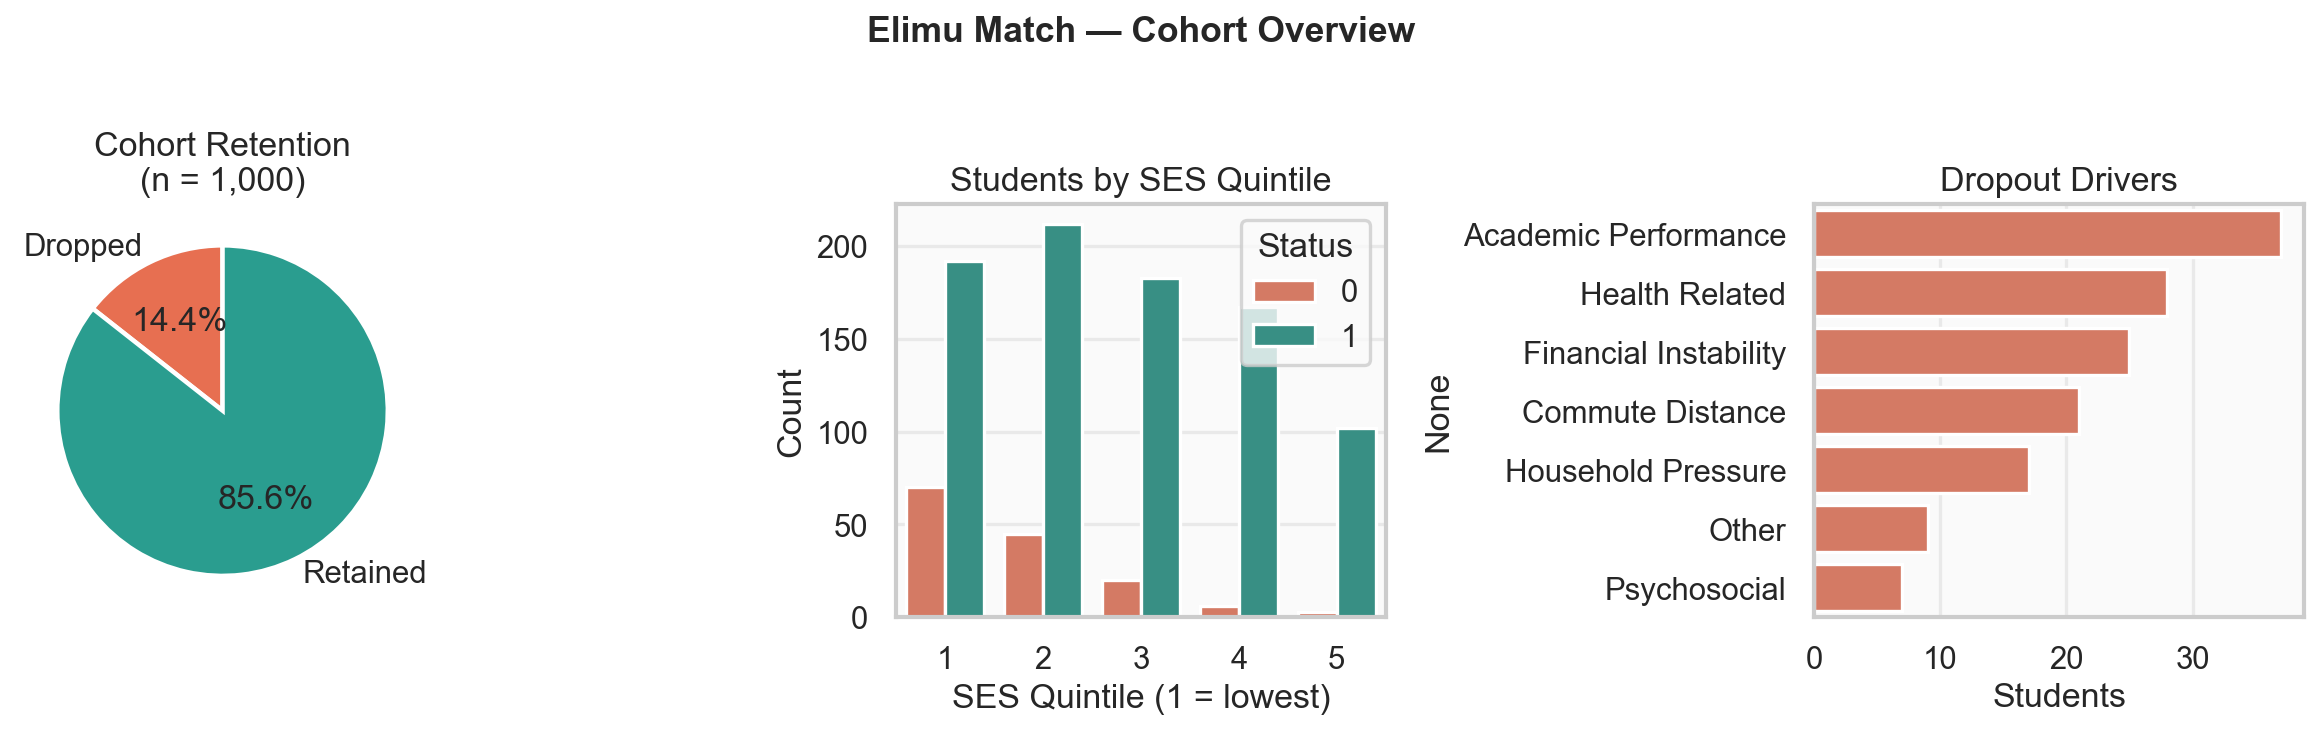 Elimu Match — Cohort Overview
Cohort Retention
(n = 1,000)
Dropped
14.4%
85.6%
Retained
Students by SES Quintile
Count
200
150
100
50
0
Status
0
1
1 2 3 4 5
SES Quintile (1 = lowest)
Dropout Drivers
None
Academic Performance
Health Related
Financial Instability
Commute Distance
Household Pressure
Other
Psychosocial
0 10 20 30
Students